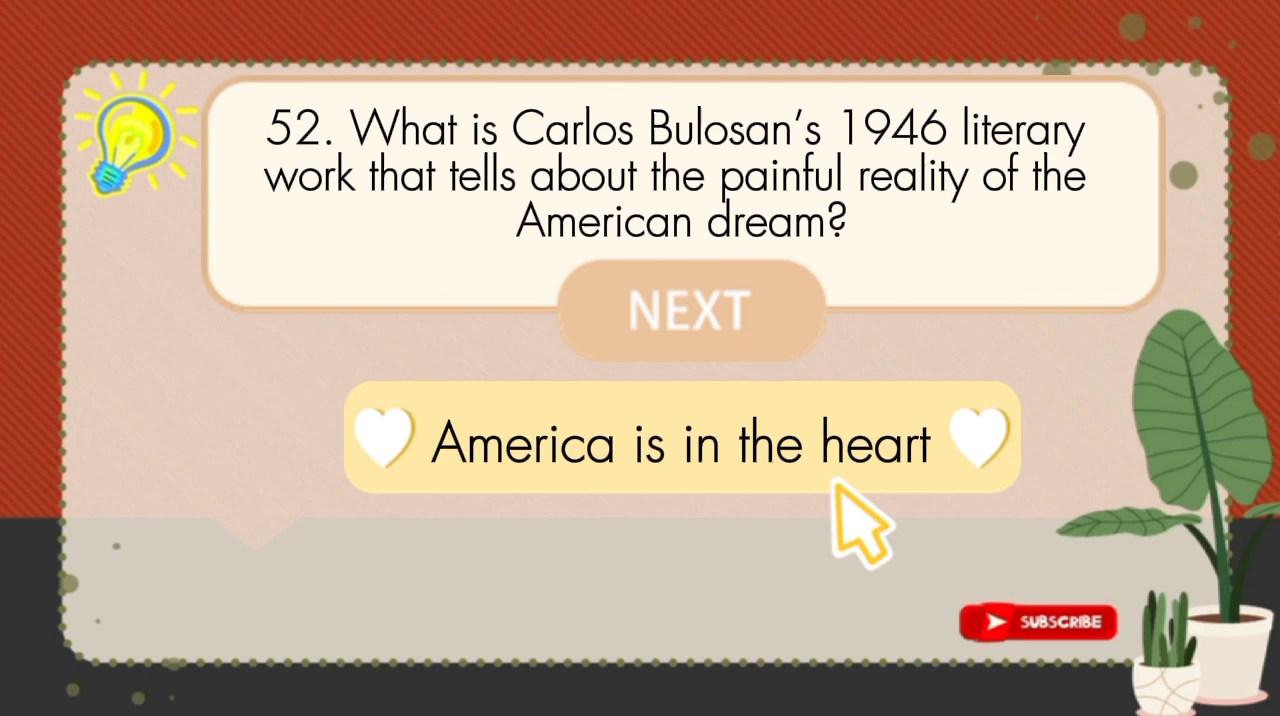 52. What is Carlos Bulosan's 1946 literary
work that tells about the painful reality of the
American dream?
NEXT
America is in the heart
SUBSCRIBE